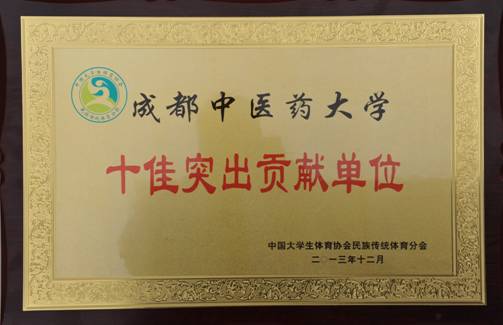 成都中医药大学
十佳突出贡献单位
中国大学生体育协会民族传统体育分会
二〇一三年十二月